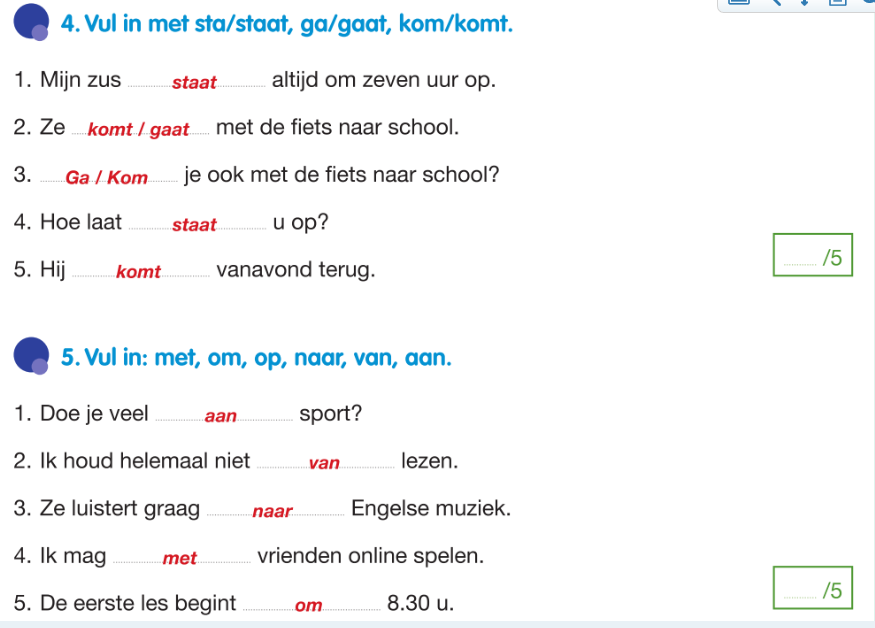 4. Vul in met sta/staat, ga/gaat, kom/komt.
1. Mijn zus staat altijd om zeven uur op.
2. Ze komt / gaat met de fiets naar school.
3. Ga / Kom je ook met de fiets naar school?
4. Hoe laat staat u op?
5. Hij komt vanavond terug.
/5
5. Vul in: met, om, op, naar, van, aan.
1. Doe je veel aan sport?
2. Ik houd helemaal niet van lezen.
3. Ze luistert graag naar Engelse muziek.
4. Ik mag met vrienden online spelen.
5. De eerste les begint om 8.30 u.
/5